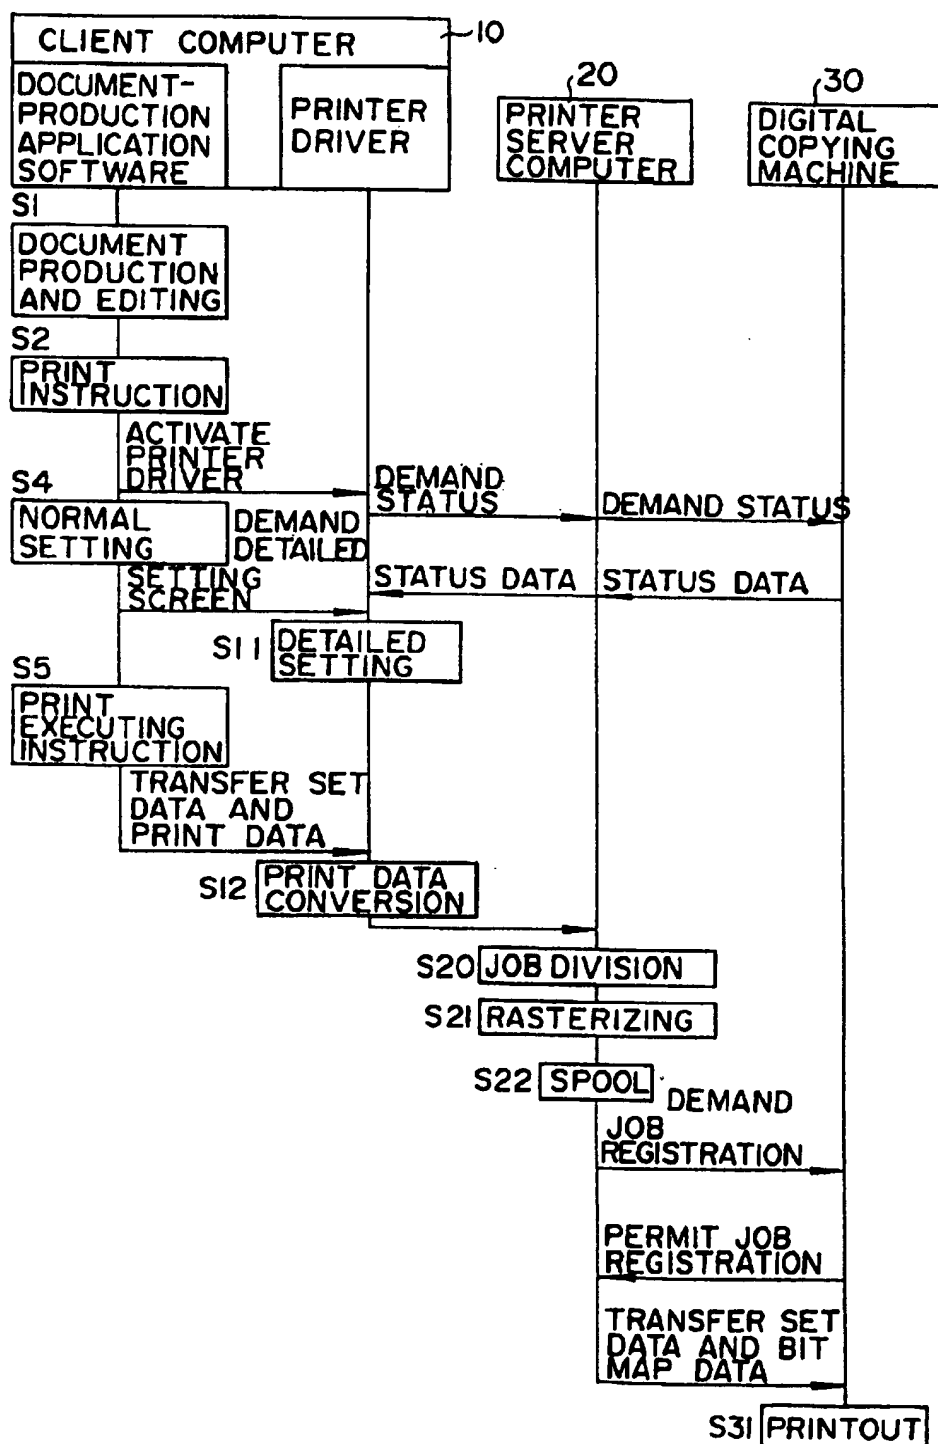 CLIENT COMPUTER
10
DOCUMENT-
PRODUCTION
APPLICATION
SOFTWARE
PRINTER
DRIVER
20
PRINTER
SERVER
COMPUTER
30
DIGITAL
COPYING
MACHINE
S1
DOCUMENT
PRODUCTION
AND EDITING
S2
PRINT
INSTRUCTION
ACTIVATE
PRINTER
DRIVER
DEMAND
STATUS
DEMAND STATUS
S4
NORMAL
SETTING
DEMAND
DETAILED
SETTING
SCREEN
STATUS DATA
STATUS DATA
S11
DETAILED
SETTING
S5
PRINT
EXECUTING
INSTRUCTION
TRANSFER SET
DATA AND
PRINT DATA
S12
PRINT DATA
CONVERSION
S20
JOB DIVISION
S21
RASTERIZING
S22
SPOOL
DEMAND
JOB
REGISTRATION
PERMIT JOB
REGISTRATION
TRANSFER SET
DATA AND BIT
MAP DATA
S31
PRINTOUT